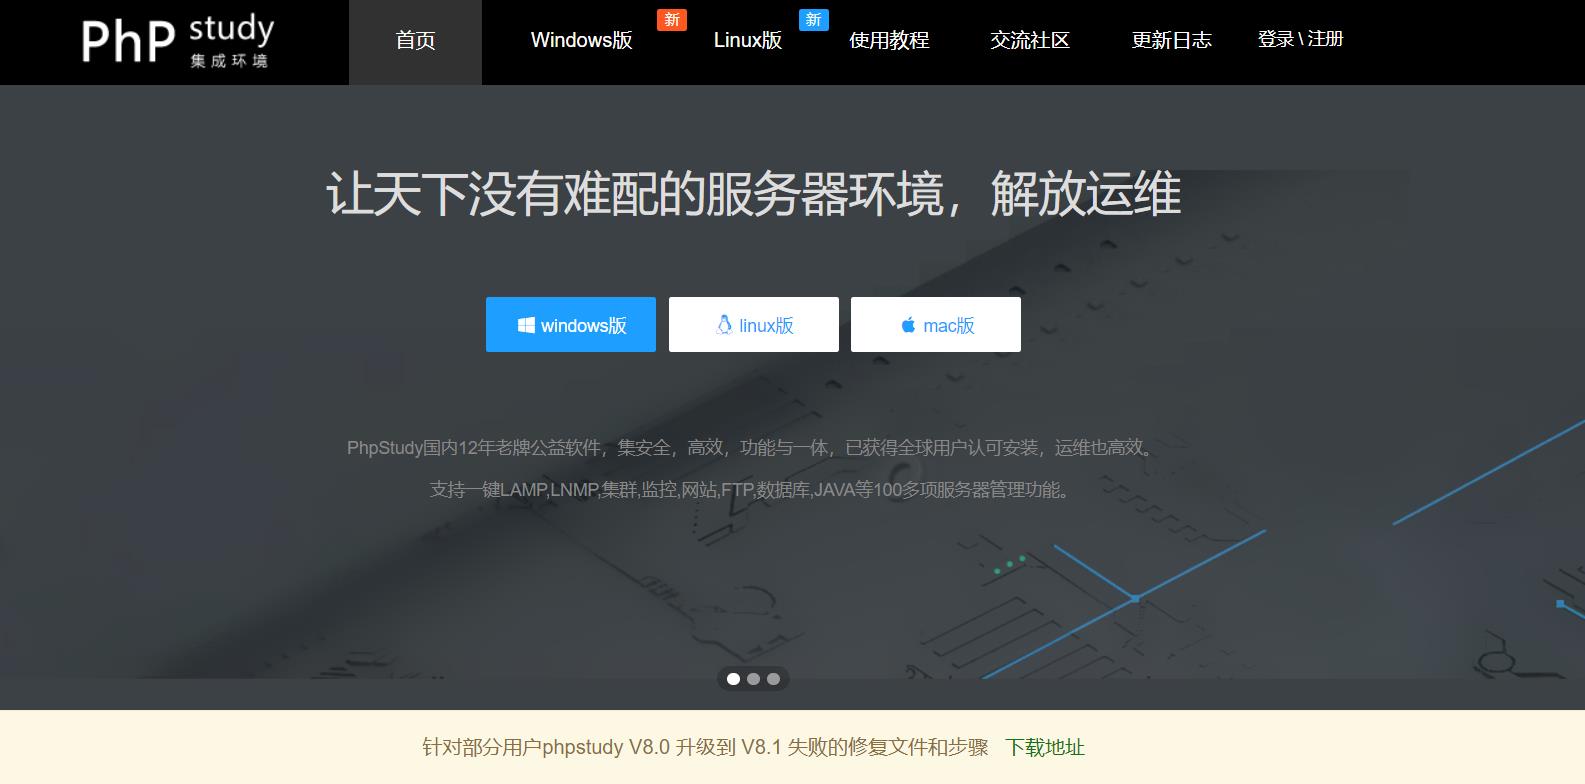 PhP study
集成环境
首页
Windows版
新
Linux版
新
使用教程
交流社区
更新日志
登录 \ 注册
让天下没有难配的服务器环境，解放运维
windows版
linux版
mac版
PhpStudy国内12年老牌公益软件，集安全，高效，功能与一体，已获得全球用户认可安装，运维也高效。
支持一键LAMP,LNMP,集群,监控,网站,FTP,数据库,JAVA等100多项服务器管理功能。
针对部分用户phpstudy V8.0 升级到 V8.1 失败的修复文件和步骤 下载地址